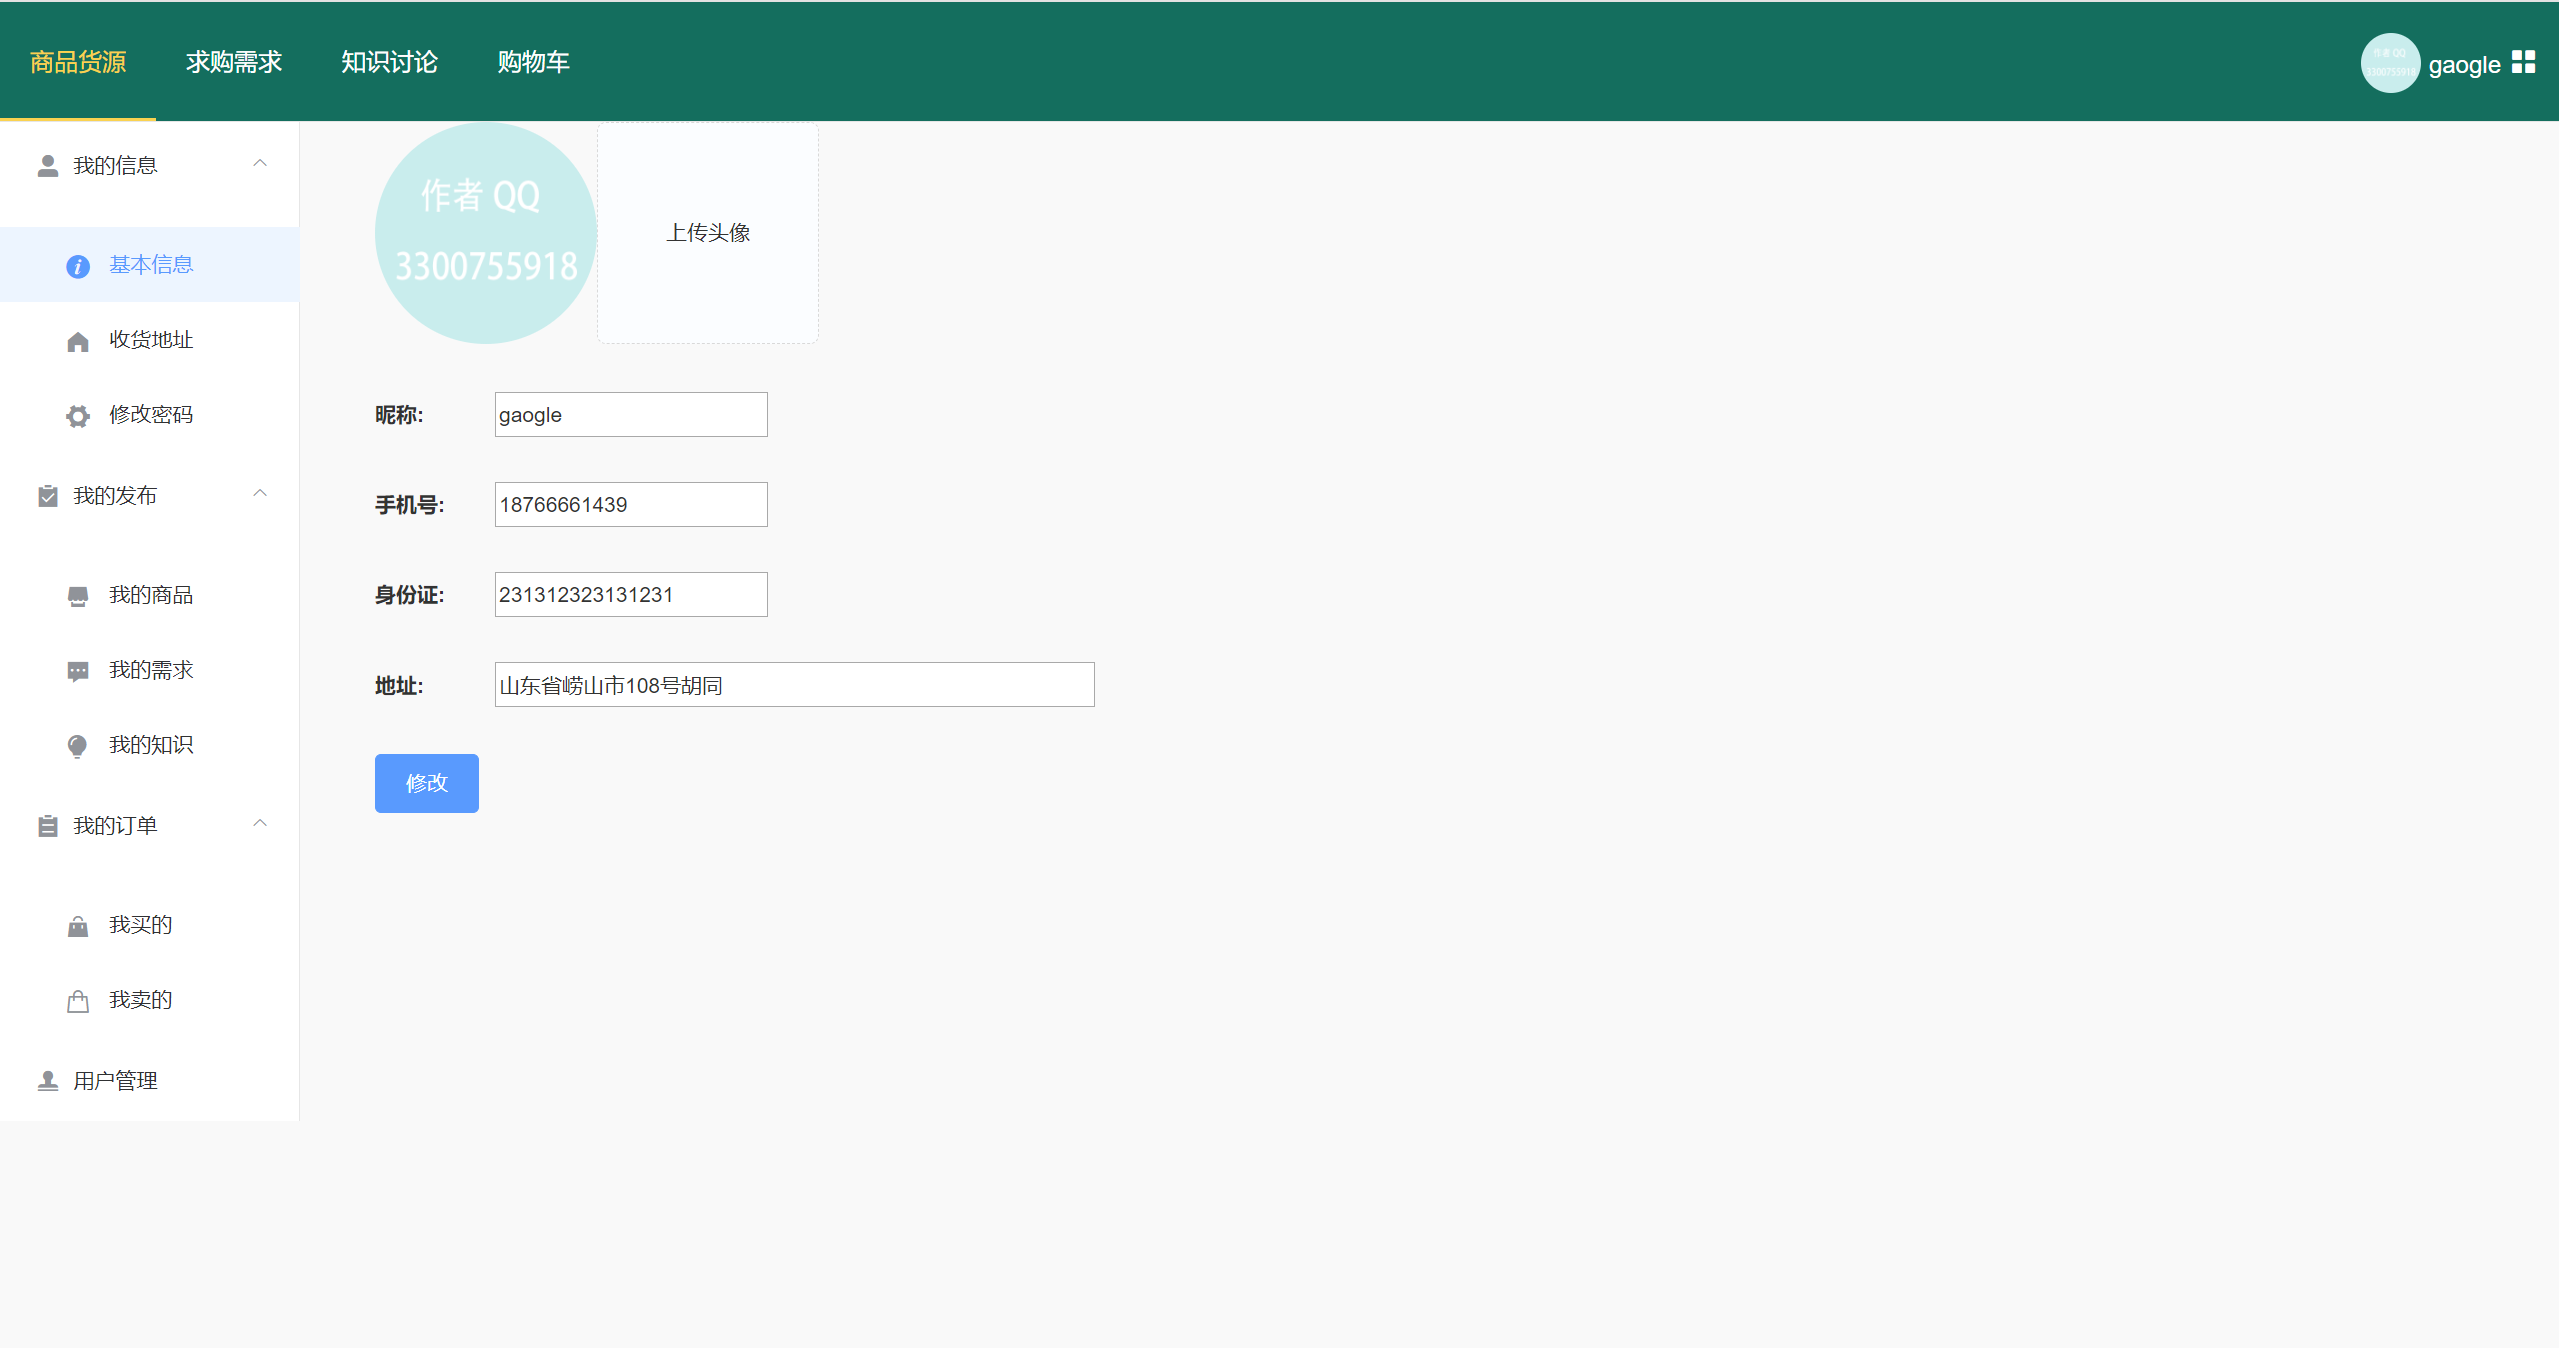 商品货源 求购需求 知识讨论 购物车
作者 QQ
3300755918
gaogle
我的信息
基本信息
收货地址
修改密码
我的发布
我的商品
我的需求
我的知识
我的订单
我买的
我卖的
用户管理
作者 QQ
3300755918
上传头像
昵称: gaogle
手机号: 18766661439
身份证: 231312323131231
地址: 山东省崂山市108号胡同
修改